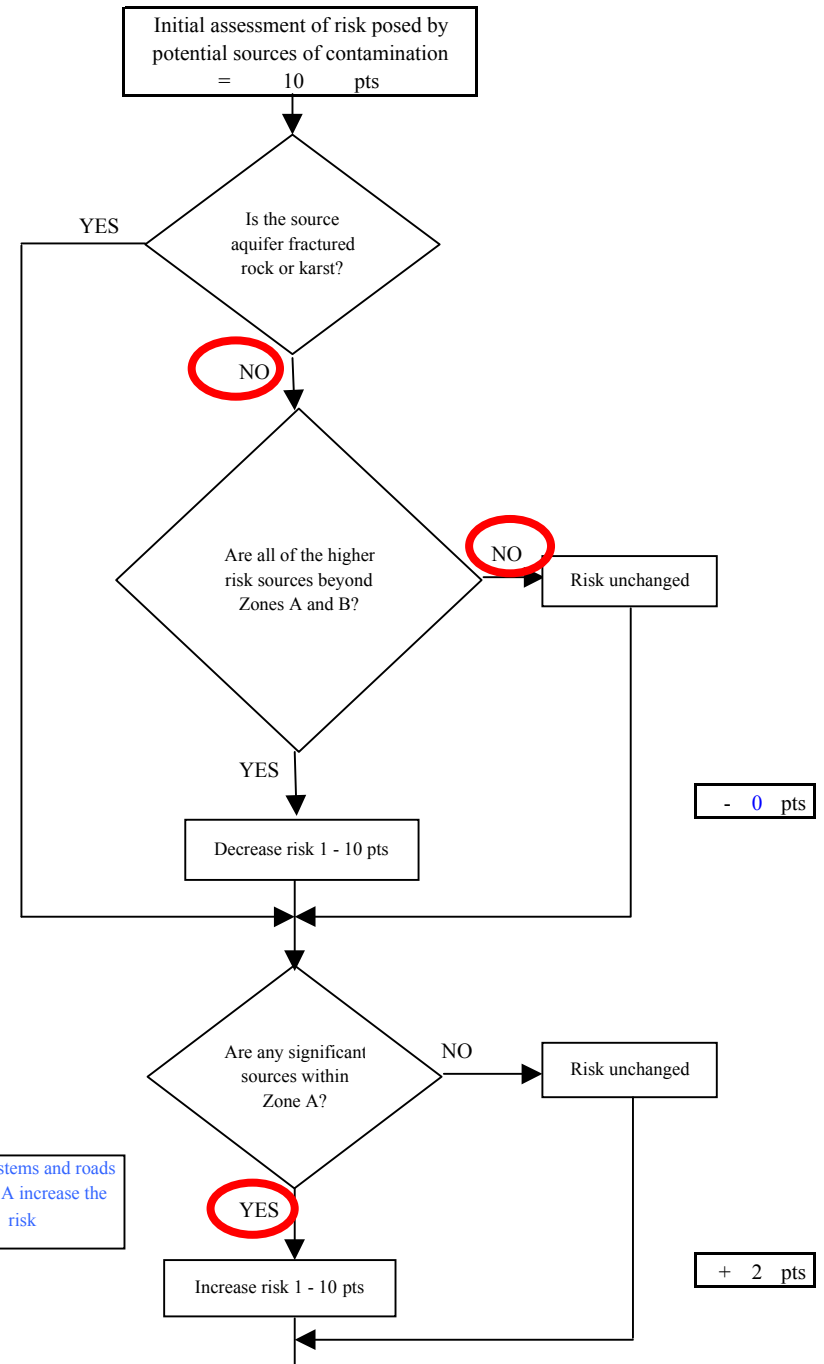 Initial assessment of risk posed by
potential sources of contamination
= 10 pts
Is the source
aquifer fractured
rock or karst?
YES
NO
Are all of the higher
risk sources beyond
Zones A and B?
NO
Risk unchanged
YES
- 0 pts
Decrease risk 1 - 10 pts
Are any significant
sources within
Zone A?
NO
Risk unchanged
stems and roads
A increase the
risk
YES
+ 2 pts
Increase risk 1 - 10 pts